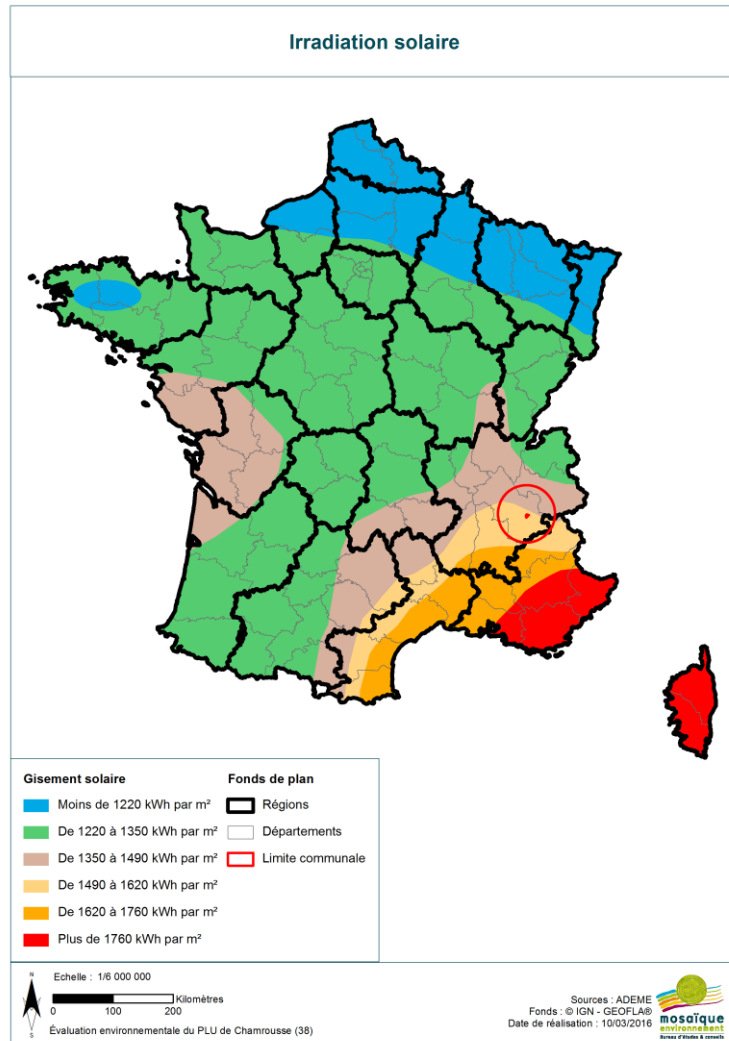 Irradiation solaire
Gisement solaire
Moins de 1220 kWh par m²
De 1220 à 1350 kWh par m²
De 1350 à 1490 kWh par m²
De 1490 à 1620 kWh par m²
De 1620 à 1760 kWh par m²
Plus de 1760 kWh par m²
Fonds de plan
Régions
Départements
Limite communale
N
S
Echelle : 1/6 000 000
Kilomètres
0 100 200
Évaluation environnementale du PLU de Chamrousse (38)
Sources : ADEME
Fonds : © IGN - GEOFLA®
Date de réalisation : 10/03/2016
mosaïque
environnement
Bureau d'études & conseils